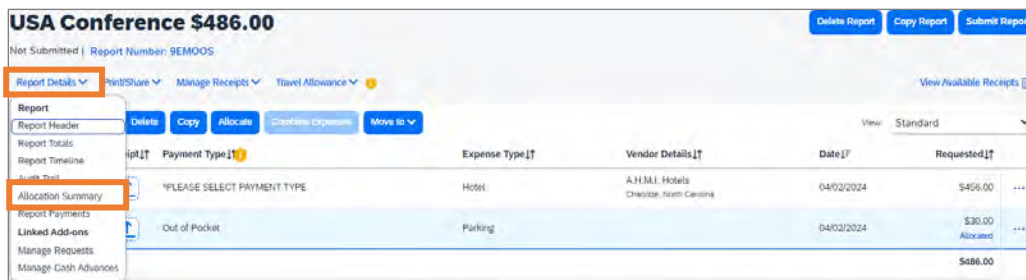 USA Conference $486.00
Delete Report Copy Report Submit Repor
Not Submitted | Report Number: 9EMOOS
Report Details Print/Share Manage Receipts Travel Allowance View Available Receipts
Report
Report Header
Delete Copy Allocate Combine Expenses Move to View: Standard
Report Totals
Report Timeline
ipt Payment Type Expense Type Vendor Details Date Requested
Audit Trail
Allocation Summary
*PLEASE SELECT PAYMENT TYPE Hotel A.H.M.I. Hotels 04/02/2024 $456.00
North Carolina
Report Payments
Linked Add-ons
Out of Pocket Parking 04/02/2024 $30.00
Allocated
Manage Requests
Manage Cash Advances
$486.00